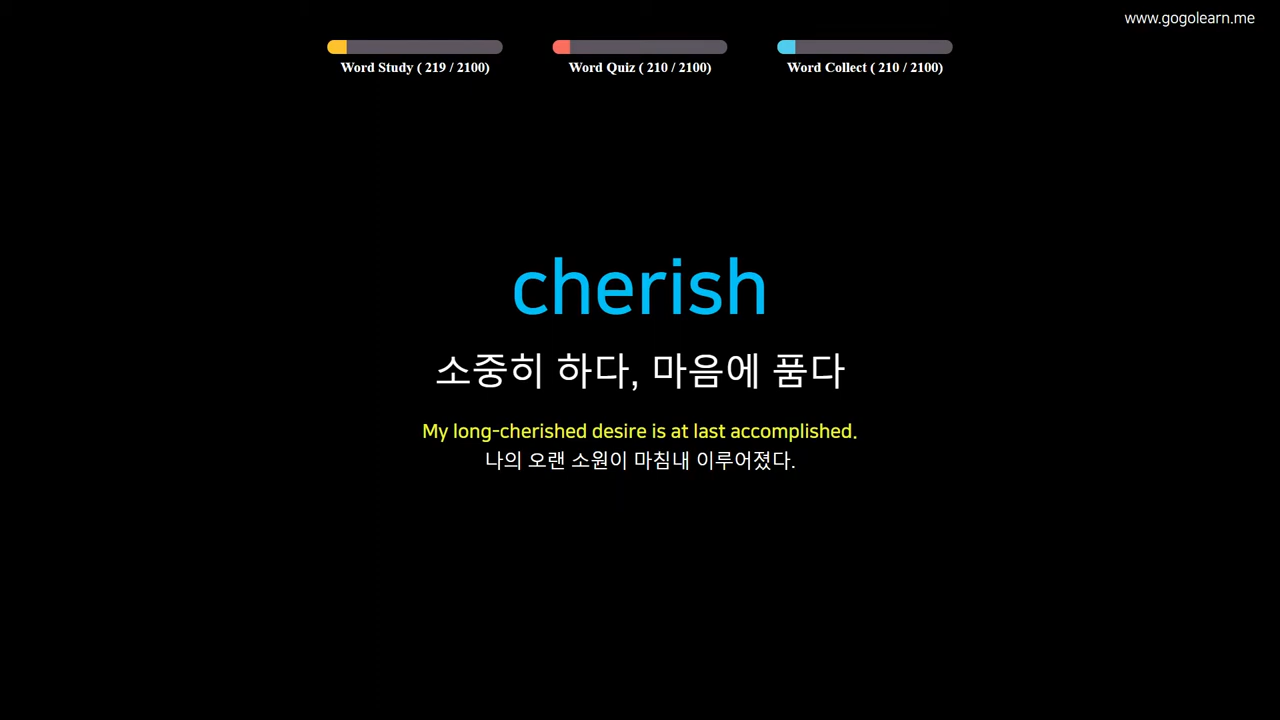 www.gogolearn.me
Word Study ( 219 / 2100)
Word Quiz ( 210 / 2100)
Word Collect ( 210 / 2100)
cherish
소중히 하다, 마음에 품다
My long-cherished desire is at last accomplished.
나의 오랜 소원이 마침내 이루어졌다.